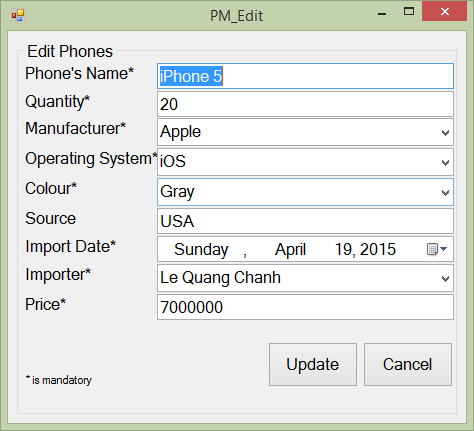 PM_Edit
Edit Phones
Phone's Name* iPhone 5
Quantity* 20
Manufacturer* Apple
Operating System* iOS
Colour* Gray
Source USA
Import Date* Sunday , April 19, 2015
Importer* Le Quang Chanh
Price* 7000000
Update Cancel
* is mandatory